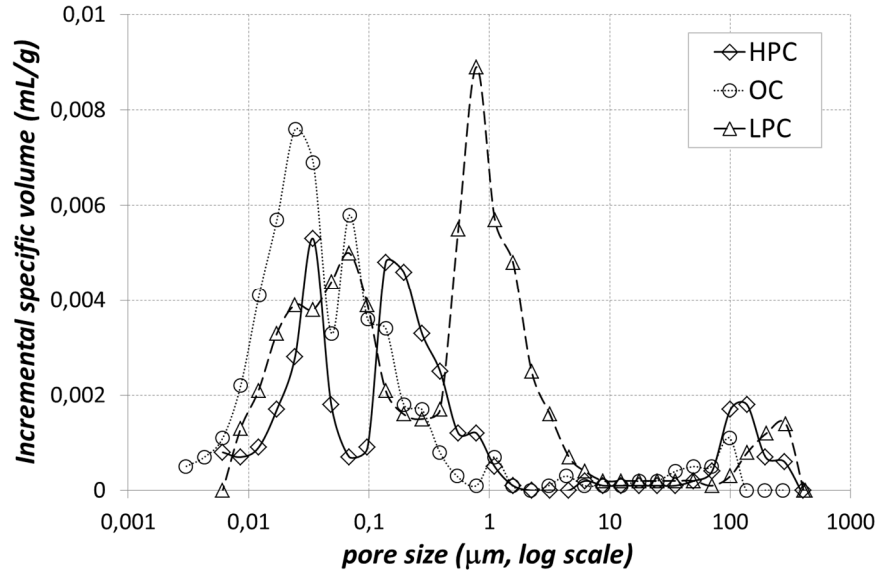 0,01
0,008
0,006
0,004
0,002
0
Incremental specific volume (mL/g)
HPC
OC
LPC
0,001
0,01
0,1
1
10
100
1000
pore size (μm, log scale)